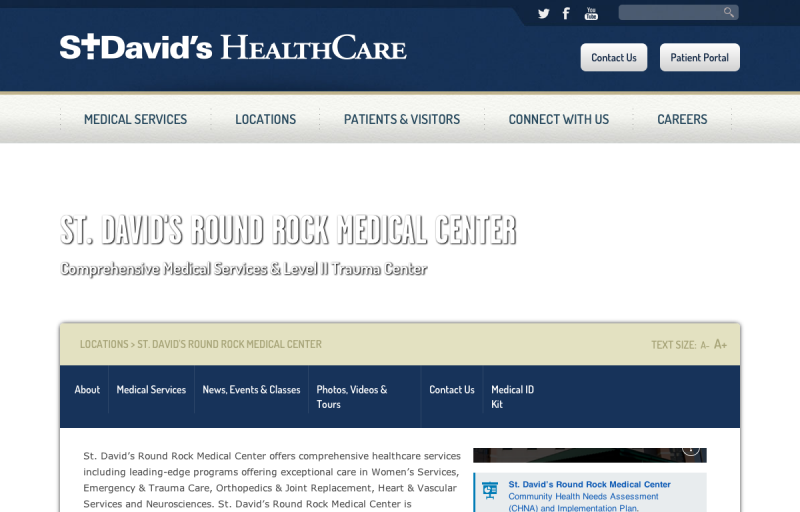 You Tube
St David's HEALTHCARE
Contact Us
Patient Portal
MEDICAL SERVICES
LOCATIONS
PATIENTS & VISITORS
CONNECT WITH US
CAREERS
ST. DAVID'S ROUND ROCK MEDICAL CENTER
Comprehensive Medical Services & Level II Trauma Center
LOCATIONS > ST. DAVID'S ROUND ROCK MEDICAL CENTER
TEXT SIZE: A- A+
About
Medical Services
News, Events & Classes
Photos, Videos &
Tours
Contact Us
Medical ID
Kit
St. David's Round Rock Medical Center offers comprehensive healthcare services
including leading-edge programs offering exceptional care in Women's Services,
Emergency & Trauma Care, Orthopedics & Joint Replacement, Heart & Vascular
Services and Neurosciences. St. David's Round Rock Medical Center is
St. David's Round Rock Medical Center
Community Health Needs Assessment
(CHNA) and Implementation Plan.